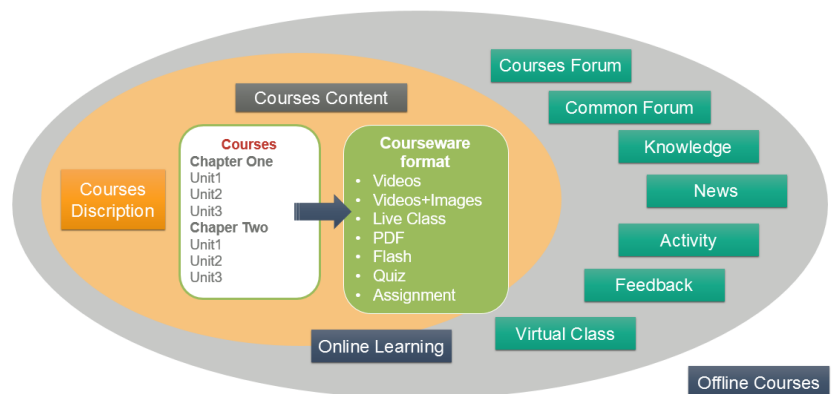 Courses Forum
Courses Content
Common Forum
Courses
Chapter One
Unit1
Unit2
Unit3
Chaper Two
Unit1
Unit2
Unit3
Courseware
format
• Videos
• Videos+Images
• Live Class
• PDF
• Flash
• Quiz
• Assignment
Courses
Discription
Knowledge
News
Activity
Feedback
Virtual Class
Online Learning
Offline Courses